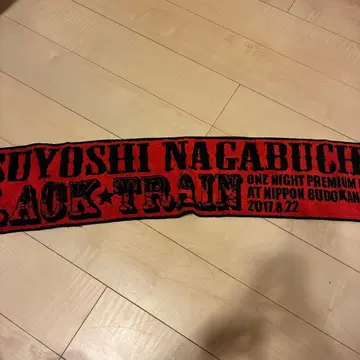 SUYOSHI NAGABUCH
LACK★TRAIN
ONE NIGHT PREMIUM
AT NIPPON BUDOKAN
2017.8.22